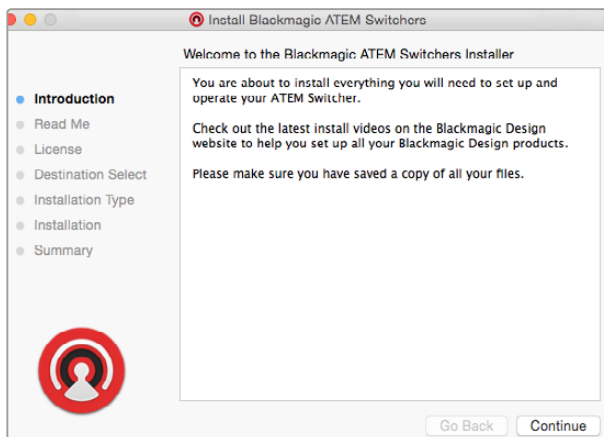 Install Blackmagic ATEM Switchers
Welcome to the Blackmagic ATEM Switchers Installer
Introduction
Read Me
License
Destination Select
Installation Type
Installation
Summary
You are about to install everything you will need to set up and
operate your ATEM Switcher.
Check out the latest install videos on the Blackmagic Design
website to help you set up all your Blackmagic Design products.
Please make sure you have saved a copy of all your files.
Go Back
Continue